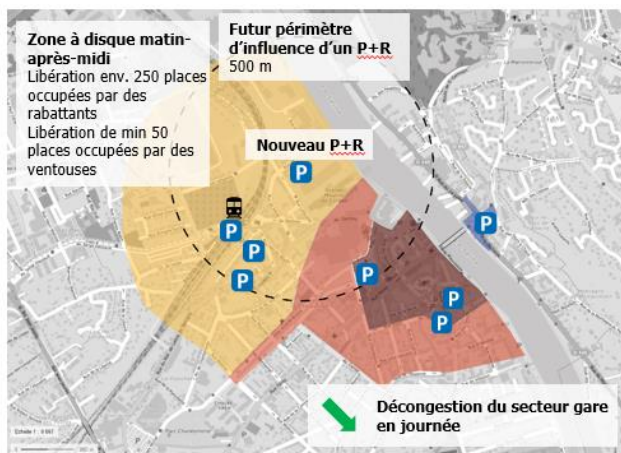 Zone à disque matin-
après-midi
Libération env. 250 places
occupées par des
rabattants
Libération de min 50
places occupées par des
ventouses
Futur périmètre
d’influence d’un P+R
500 m
Nouveau P+R
P
P
P
P
P
P
P
P
Décongestion du secteur gare
en journée